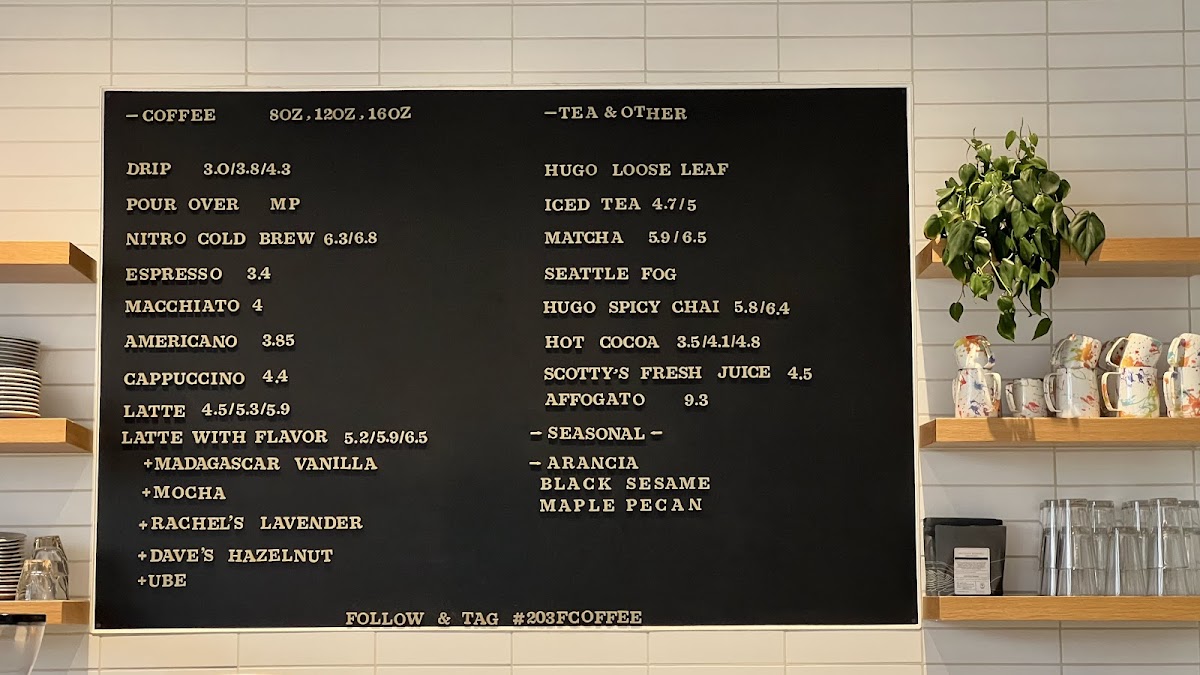 — COFFEE 8OZ, 12OZ, 16OZ
DRIP 3.0/3.8/4.3
POUR OVER MP
NITRO COLD BREW 6.3/6.8
ESPRESSO 3.4
MACCHIATO 4
AMERICANO 3.85
CAPPUCCINO 4.4
LATTE 4.5/5.3/5.9
LATTE WITH FLAVOR 5.2/5.9/6.5
+MADAGASCAR VANILLA
+MOCHA
+RACHEL'S LAVENDER
+DAVE'S HAZELNUT
+UBE
—TEA & OTHER
HUGO LOOSE LEAF
ICED TEA 4.7/5
MATCHA 5.9/6.5
SEATTLE FOG
HUGO SPICY CHAI 5.8/6.4
HOT COCOA 3.5/4.1/4.8
SCOTTY'S FRESH JUICE 4.5
AFFOGATO 9.3
— SEASONAL —
— ARANCIA
BLACK SESAME
MAPLE PECAN
FOLLOW & TAG #203FCOFFEE